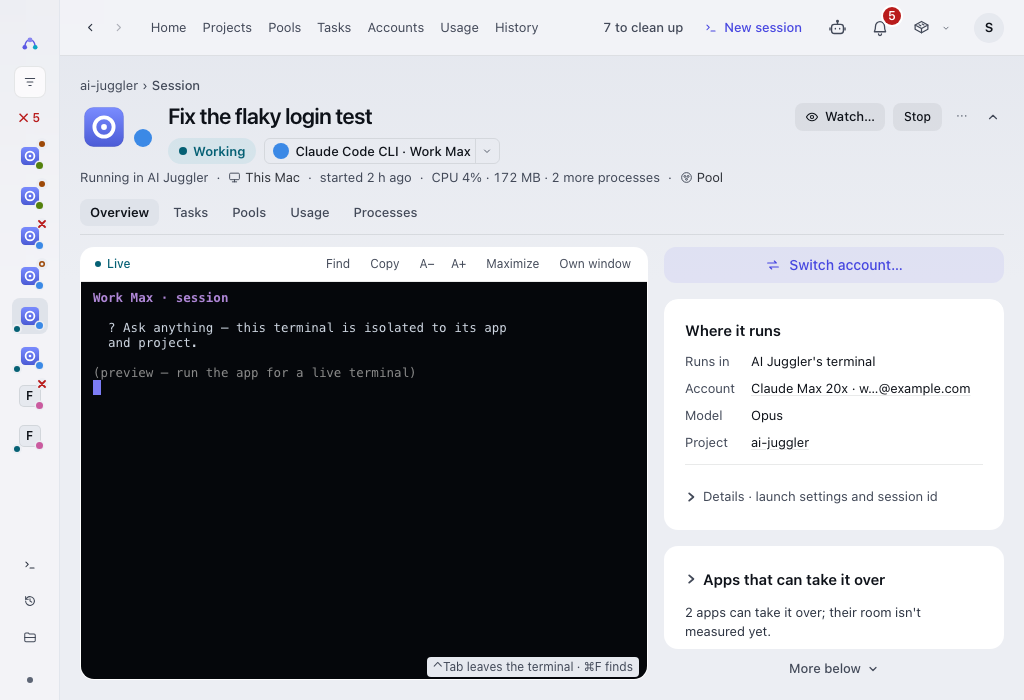 Home Projects Pools Tasks Accounts Usage History 7 to clean up New session 5 S
5
ai-juggler › Session
Fix the flaky login test
Watch... Stop ...
Working Claude Code CLI · Work Max
Running in AI Juggler · This Mac · started 2 h ago · CPU 4% · 172 MB · 2 more processes · Pool
Overview Tasks Pools Usage Processes
Live Find Copy A− A+ Maximize Own window
Work Max · session
? Ask anything — this terminal is isolated to its app
and project.
(preview — run the app for a live terminal)
^Tab leaves the terminal · ⌘F finds
Switch account...
Where it runs
Runs in AI Juggler's terminal
Account Claude Max 20x · w...@example.com
Model Opus
Project ai-juggler
Details · launch settings and session id
Apps that can take it over
2 apps can take it over; their room isn't
measured yet.
More below
F
F